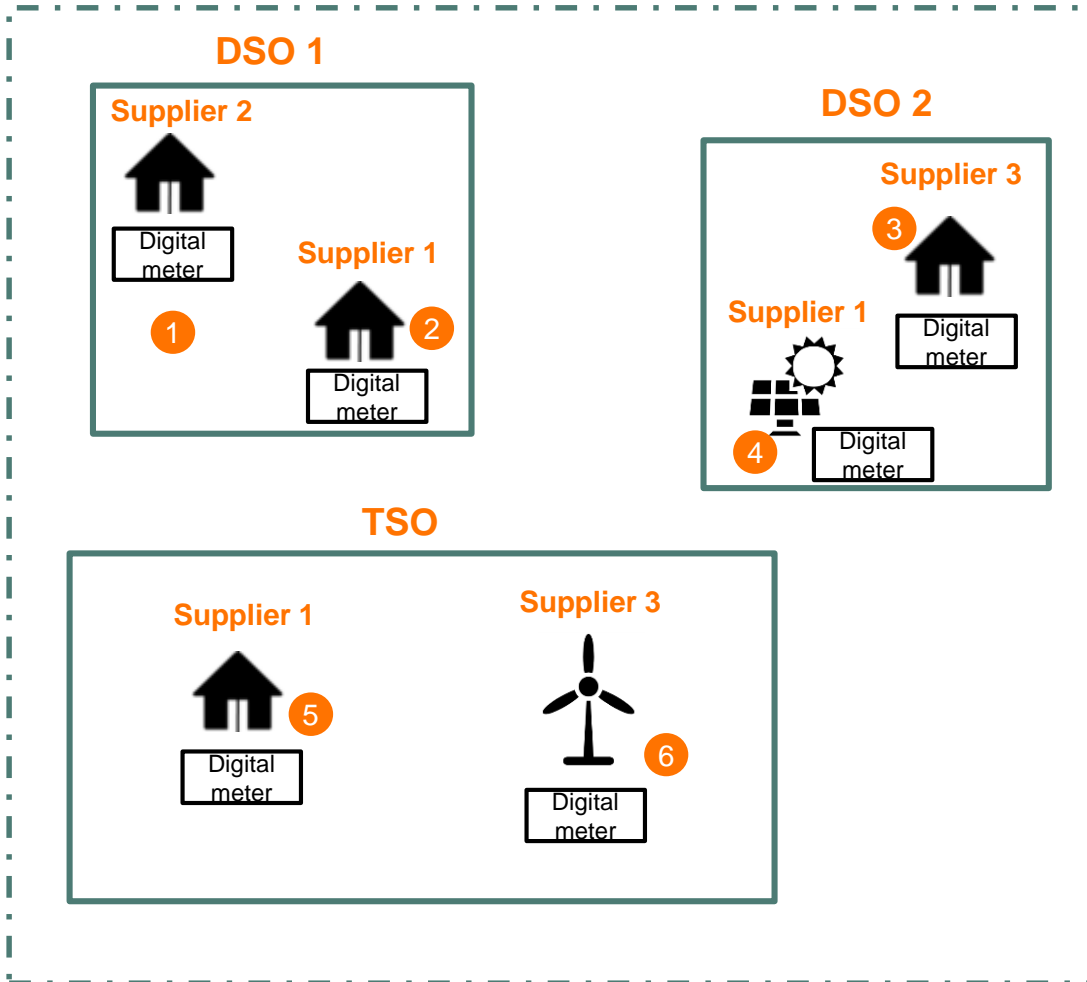 DSO 1
Supplier 2
Digital
meter
1
Supplier 1
2
Digital
meter
DSO 2
Supplier 3
3
Digital
meter
Supplier 1
4
Digital
meter
TSO
Supplier 1
5
Digital
meter
Supplier 3
6
Digital
meter